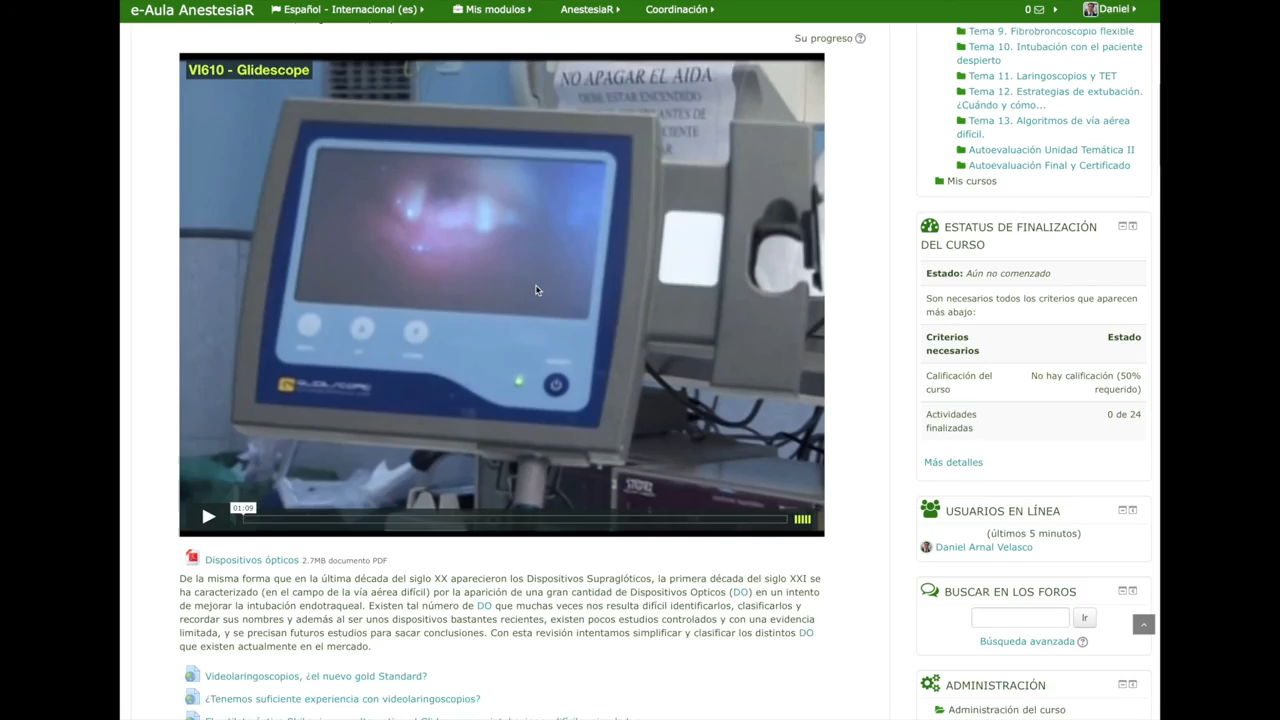 e-Aula AnestesiaR
Español - Internacional (es)
Mis modulos
AnestesiaR
Coordinación
0
Daniel
Su progreso
VI610 - Glidescope
NO APAGAR EL AIDA
DEBE ESTAR ENCENDIDO
GLIDESCOPE
STORZ
01:09
Dispositivos ópticos 2.7MB documento PDF
De la misma forma que en la última década del siglo XX aparecieron los Dispositivos Supraglóticos, la primera década del siglo XXI se
ha caracterizado (en el campo de la vía aérea difícil) por la aparición de una gran cantidad de Dispositivos Opticos (DO) en un intento
de mejorar la intubación endotraqueal. Existen tal número de DO que muchas veces nos resulta difícil identificarlos, clasificarlos y
recordar sus nombres y además al ser unos dispositivos bastantes recientes, existen pocos estudios controlados y con una evidencia
limitada, y se precisan futuros estudios para sacar conclusiones. Con esta revisión intentamos simplificar y clasificar los distintos DO
que existen actualmente en el mercado.
Videolaringoscopios, ¿el nuevo gold Standard?
¿Tenemos suficiente experiencia con videolaringoscopios?
Tema 9. Fibrobroncoscopio flexible
Tema 10. Intubación con el paciente
despierto
Tema 11. Laringoscopios y TET
Tema 12. Estrategias de extubación.
¿Cuándo y cómo...
Tema 13. Algoritmos de vía aérea
difícil.
Autoevaluación Unidad Temática II
Autoevaluación Final y Certificado
Mis cursos
ESTATUS DE FINALIZACIÓN
DEL CURSO
Estado: Aún no comenzado
Son necesarios todos los criterios que aparecen
más abajo:
Criterios Estado
necesarios
Calificación del No hay calificación (50%
curso requerido)
Actividades 0 de 24
finalizadas
Más detalles
USUARIOS EN LÍNEA
(últimos 5 minutos)
Daniel Arnal Velasco
BUSCAR EN LOS FOROS
Ir
Búsqueda avanzada
ADMINISTRACIÓN
Administración del curso